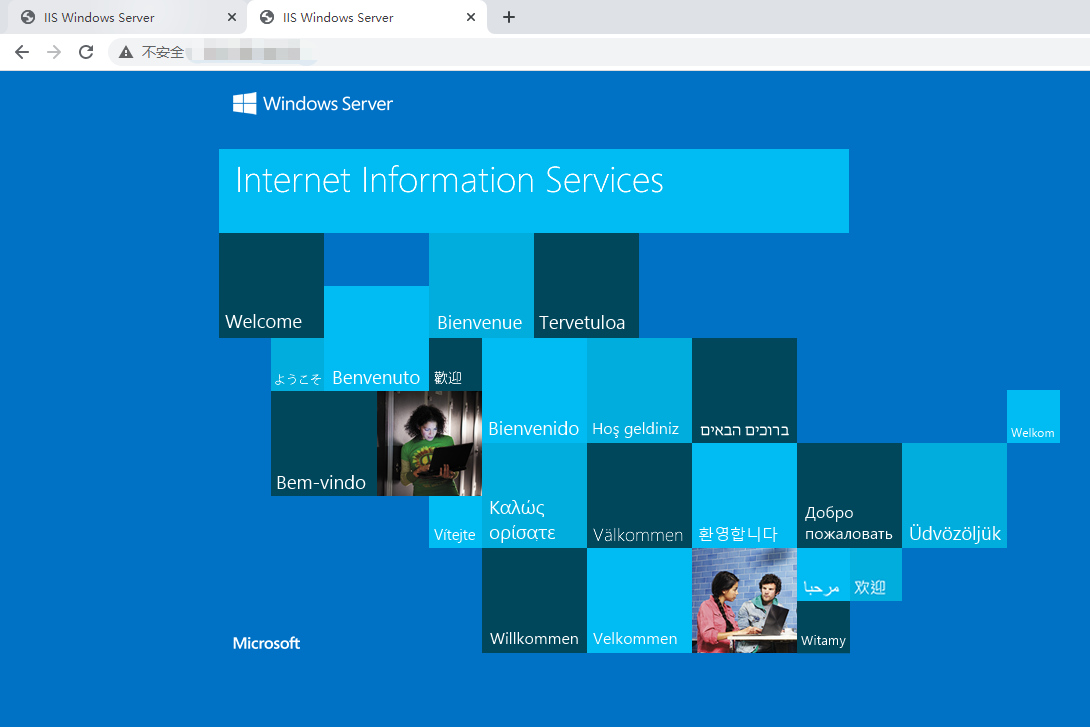 IIS Windows Server
IIS Windows Server
不安全
Windows Server
Internet Information Services
Welcome
Bienvenue
Tervetuloa
ようこそ
Benvenuto
歡迎
Bienvenido
Hoş geldiniz
ברוכים הבאים
Welkom
Bem-vindo
Vítejte
Καλώς
ορίσατε
Välkommen
환영합니다
Добро
пожаловать
Üdvözöljük
Willkommen
Velkommen
مرحبا
欢迎
Witamy
Microsoft